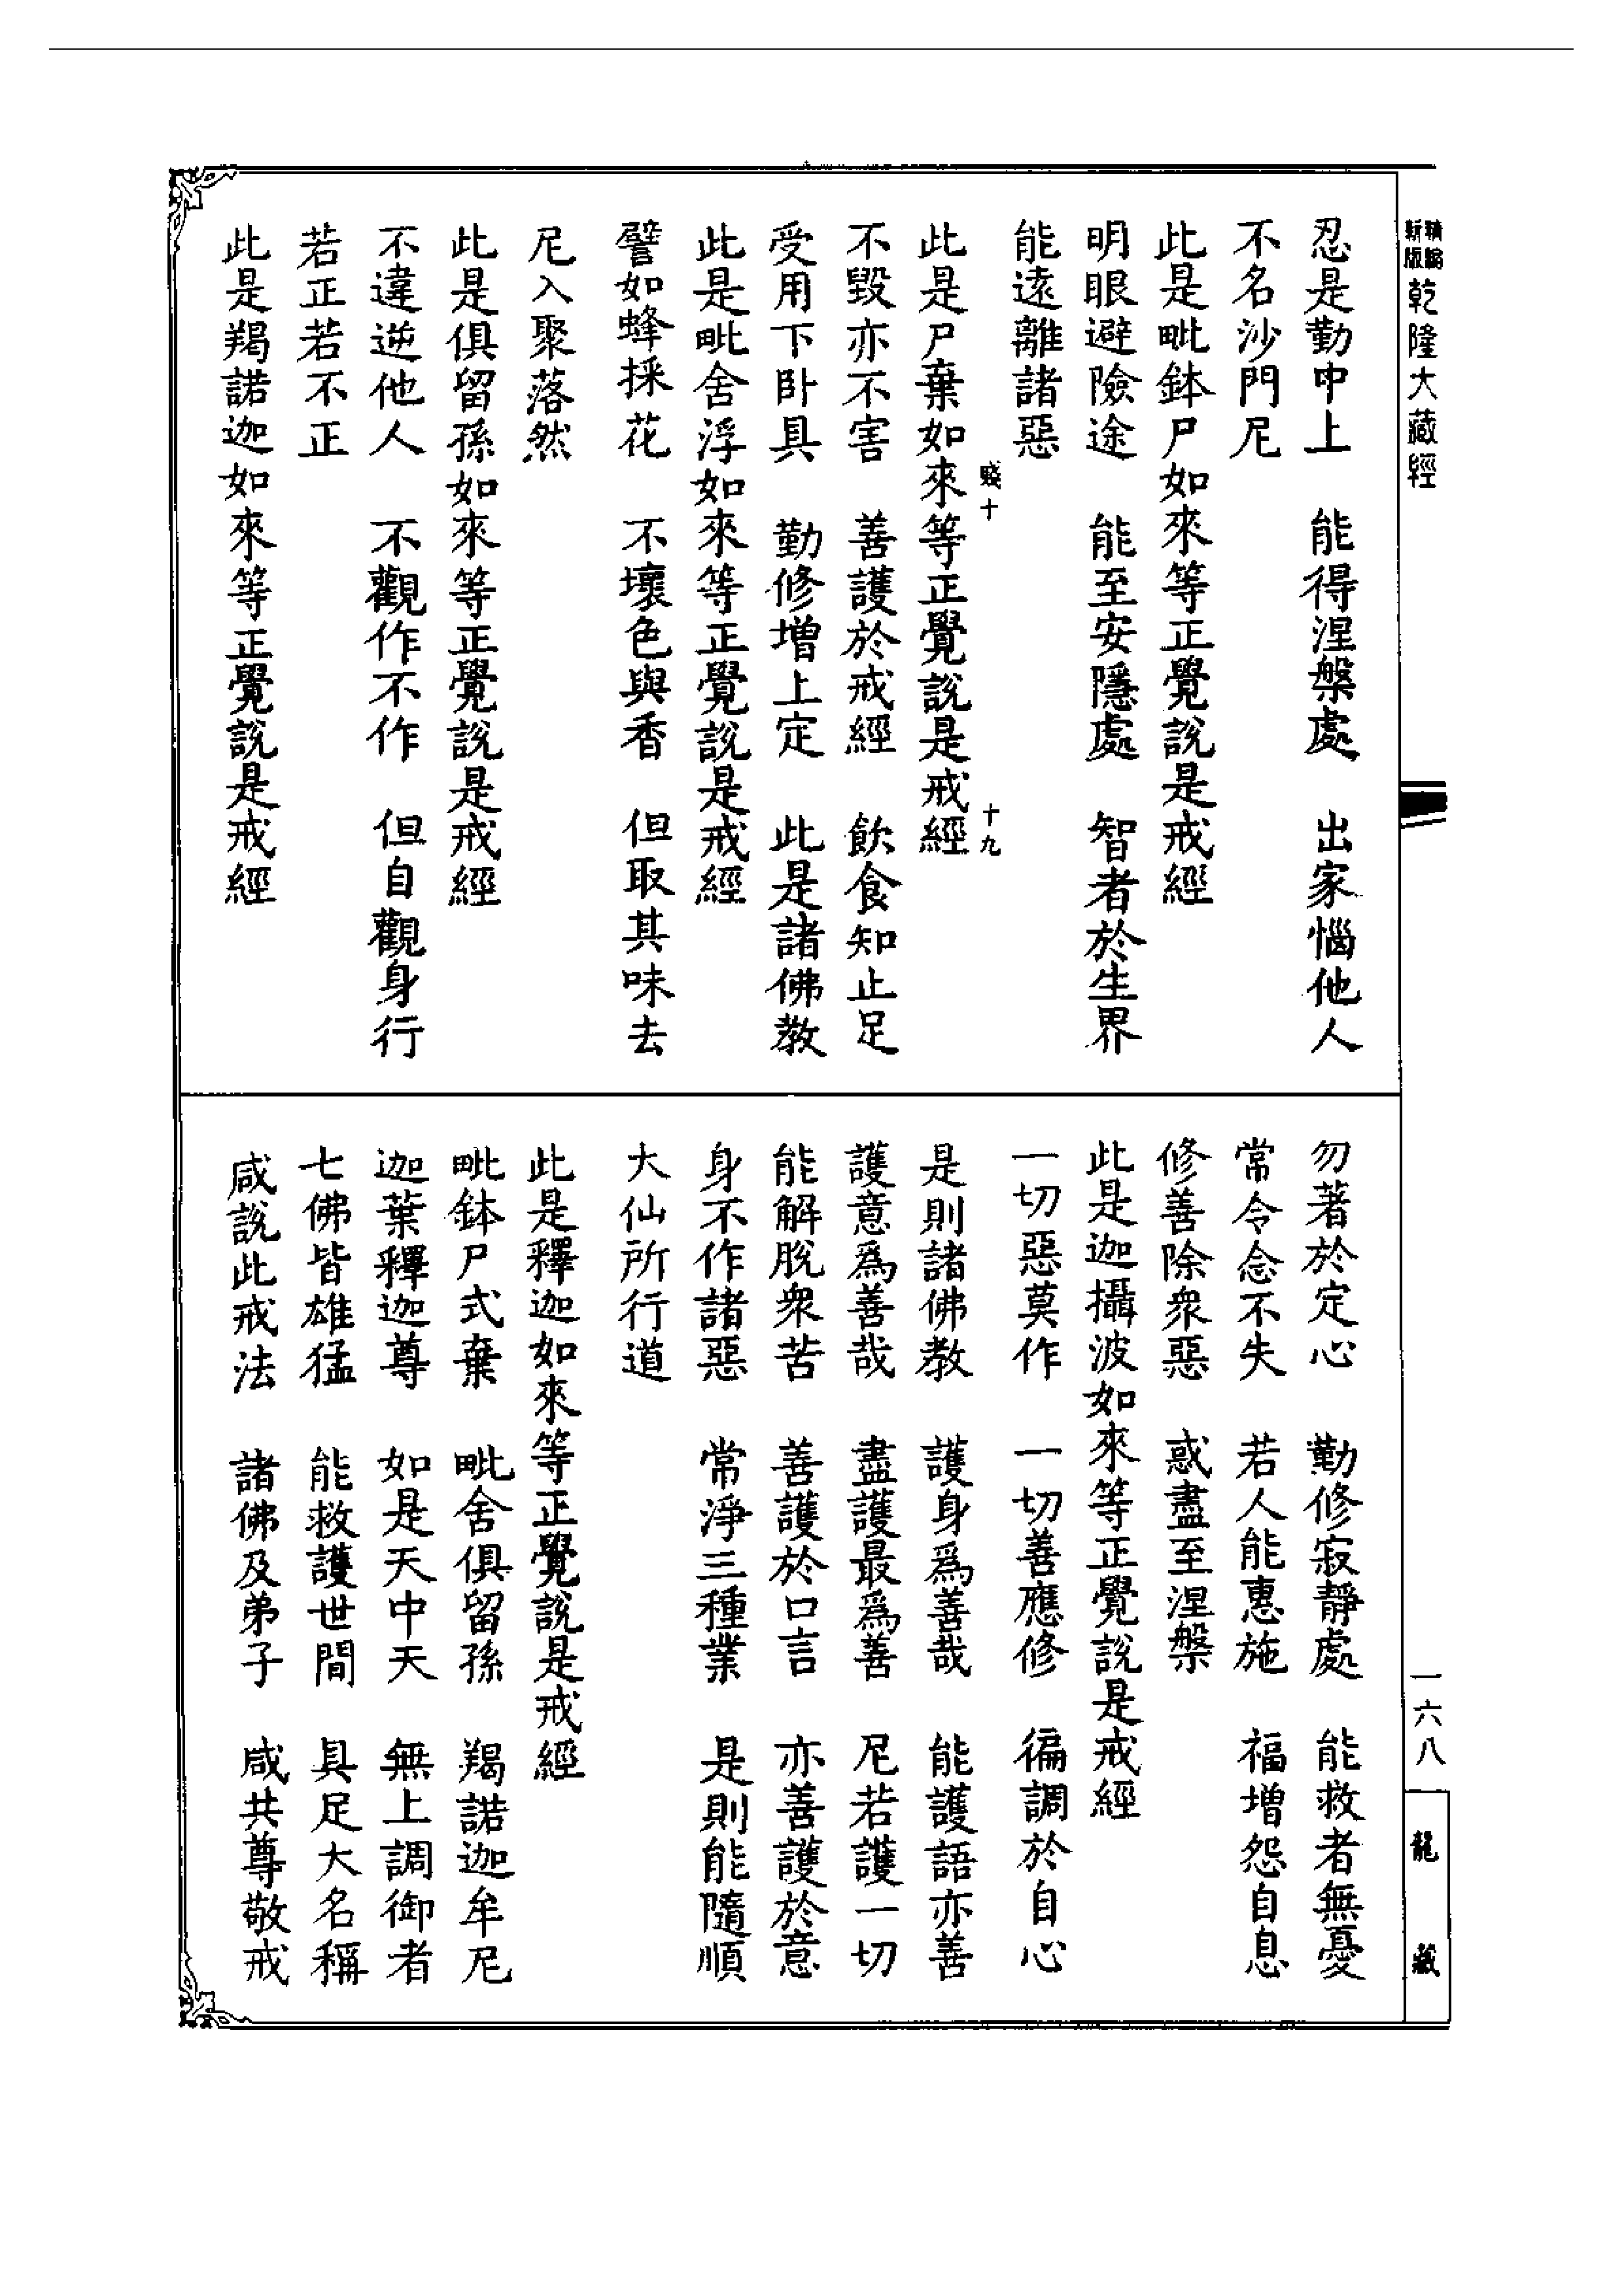 精編新版乾隆大藏經
忍是勤中上　能得涅槃處　出家惱他人
不名沙門尼
此是毗鉢尸如來等正覺說是戒經
明眼避險途　能至安隱處　智者於生界
能遠離諸惡
賤十　十九
此是尸棄如來等正覺說是戒經
不毀亦不害　善護於戒經　飲食知止足
受用下卧具　勤修增上定　此是諸佛教
此是毗舍浮如來等正覺說是戒經
譬如蜂採花　不壞色與香　但取其味去
尼入聚落然
此是俱留孫如來等正覺說是戒經
不違逆他人　不觀作不作　但自觀身行
若正若不正
此是羯諾迦如來等正覺說是戒經
勿著於定心　勤修寂靜處　能救者無憂
常令念不失　若人能惠施　福增怨自息
修善除衆惡　惑盡至涅槃
此是迦攝波如來等正覺說是戒經
一切惡莫作　一切善應修　徧調於自心
是則諸佛教　護身爲善哉　能護語亦善
護意爲善哉　盡護最爲善　尼若護一切
能解脫衆苦　善護於口言　亦善護於意
身不作諸惡　常淨三種業　是則能隨順
大仙所行道
此是釋迦如來等正覺說是戒經
毗鉢尸式棄　毗舍俱留孫　羯諾迦牟尼
迦葉釋迦尊　如是天中天　無上調御者
七佛皆雄猛　能救護世間　具足大名稱
咸說此戒法　諸佛及弟子　咸共尊敬戒
一六八
龍藏